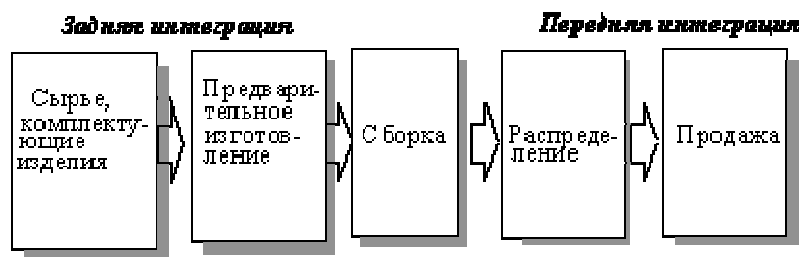 Задняя интеграция
Передняя интеграция
Сырье,
комплекту-
ющие
изделия
Предвари-
тельное
изготов-
ление
Сборка
Распреде-
ление
Продажа